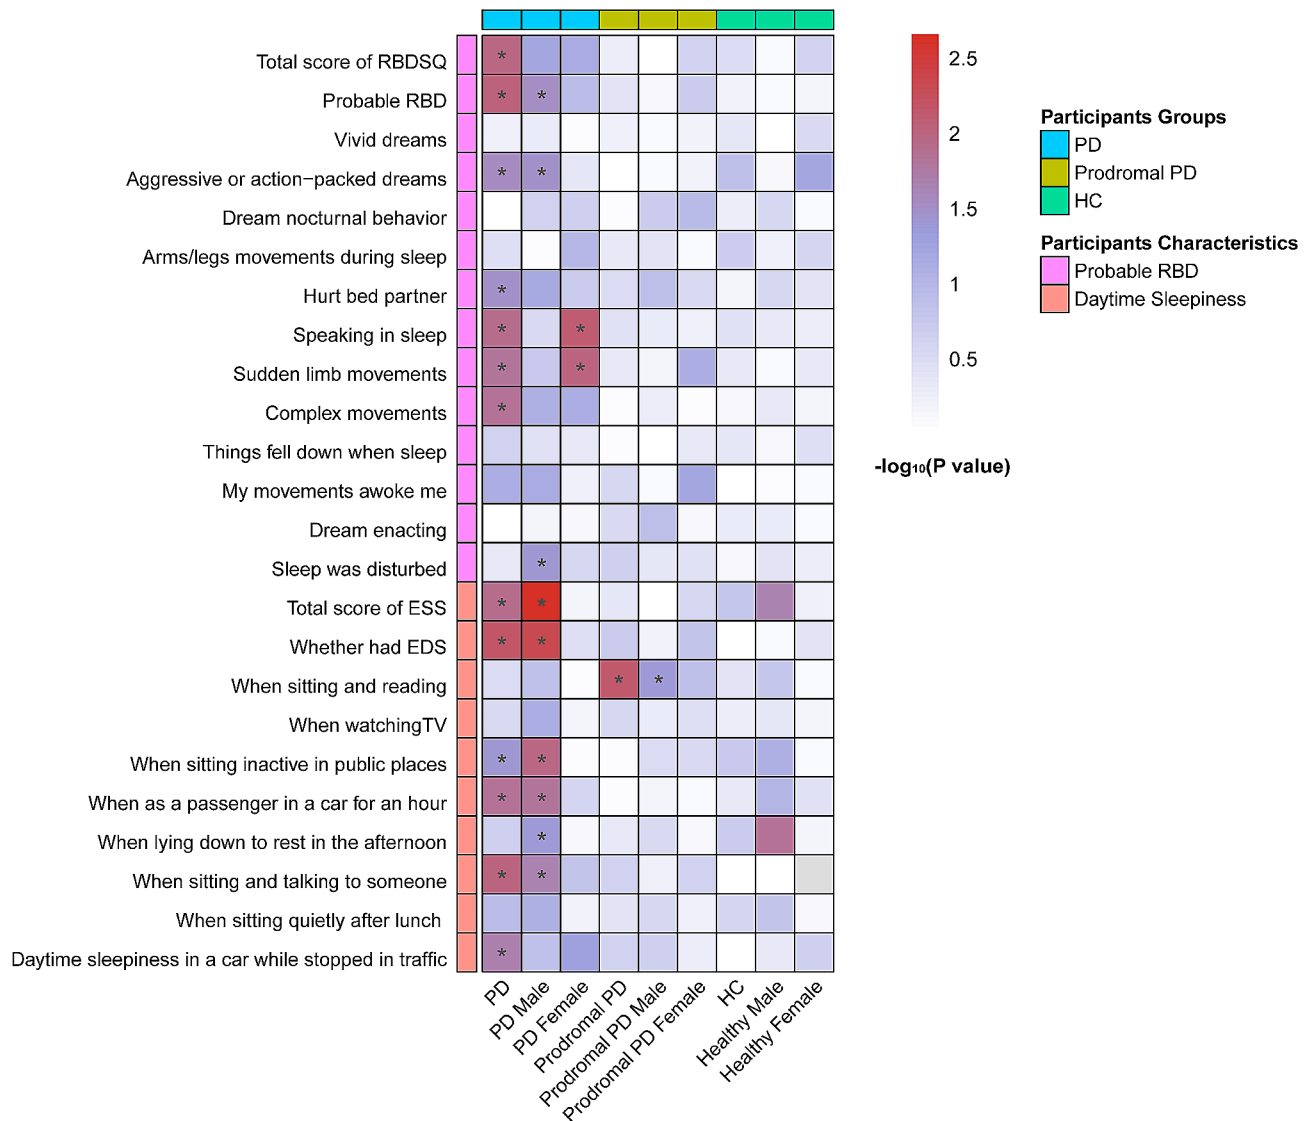 Total score of RBDSQ
Probable RBD
Vivid dreams
Aggressive or action−packed dreams
Dream nocturnal behavior
Arms/legs movements during sleep
Hurt bed partner
Speaking in sleep
Sudden limb movements
Complex movements
Things fell down when sleep
My movements awoke me
Dream enacting
Sleep was disturbed
Total score of ESS
Whether had EDS
When sitting and reading
When watchingTV
When sitting inactive in public places
When as a passenger in a car for an hour
When lying down to rest in the afternoon
When sitting and talking to someone
When sitting quietly after lunch
Daytime sleepiness in a car while stopped in traffic
* 
* *
* *
*
* *
* *
*
*
* *
* *
* *
* *
* *
*
* *
*
PD
PD Male
PD Female
Prodromal PD
Prodromal PD Male
Prodromal PD Female
HC
Healthy Male
Healthy Female
2.5
2
1.5
1
0.5
-log₁₀(P value)
Participants Groups
PD
Prodromal PD
HC
Participants Characteristics
Probable RBD
Daytime Sleepiness